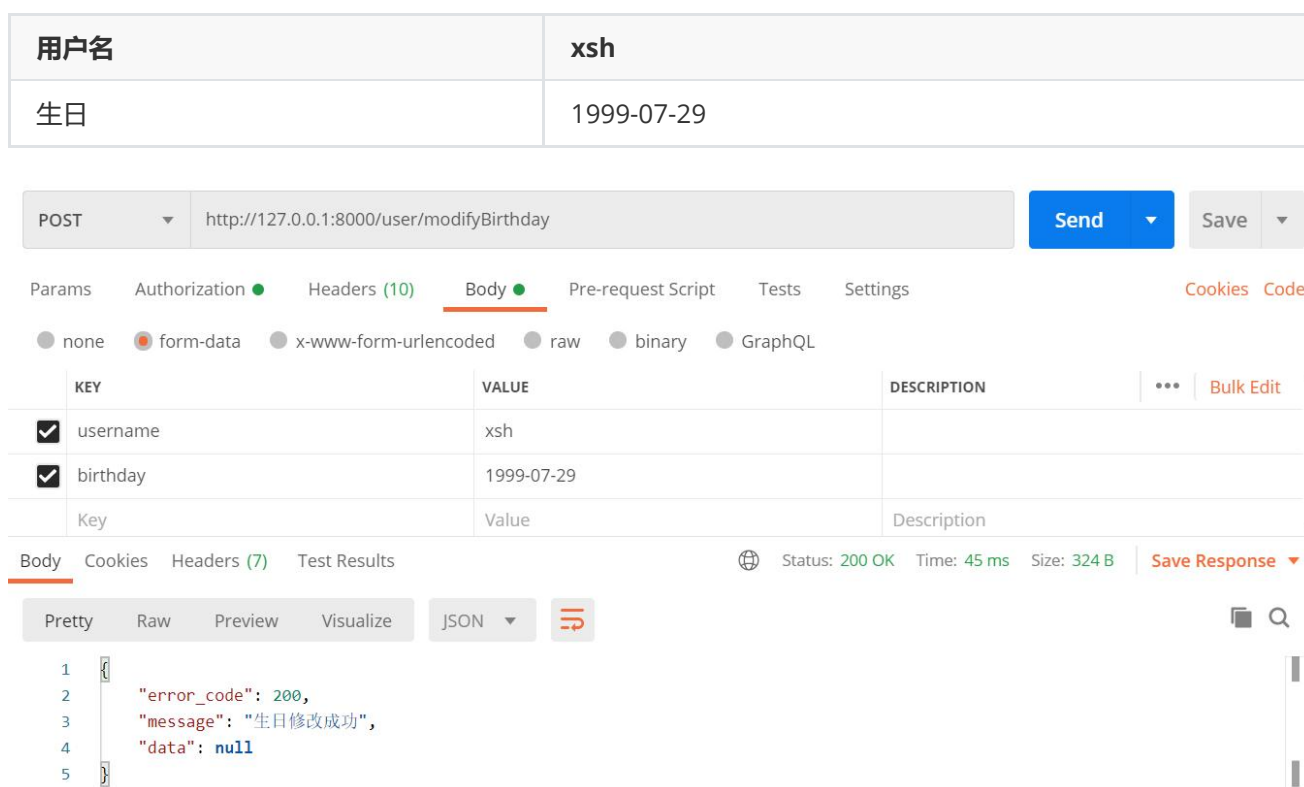 用户名 xsh
生日 1999-07-29
POST http://127.0.0.1:8000/user/modifyBirthday Send Save
Params Authorization Headers (10) Body Pre-request Script Tests Settings Cookies Code
none form-data x-www-form-urlencoded raw binary GraphQL
KEY VALUE DESCRIPTION ••• Bulk Edit
username xsh
birthday 1999-07-29
Key Value Description
Body Cookies Headers (7) Test Results Status: 200 OK Time: 45 ms Size: 324 B Save Response
Pretty Raw Preview Visualize JSON
1 {
2 "error_code": 200,
3 "message": "生日修改成功",
4 "data": null
5 }